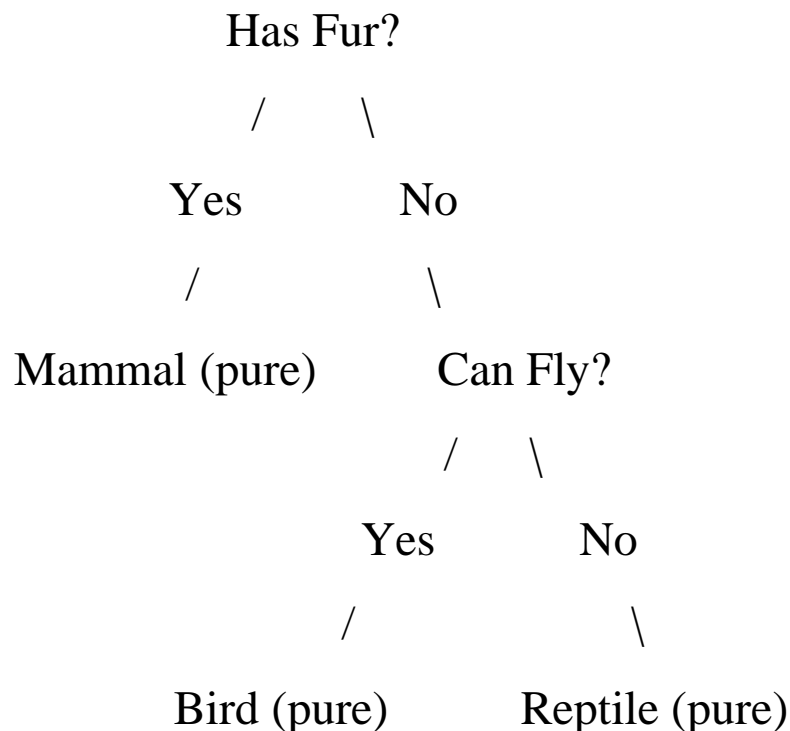 Has Fur?
/ \
Yes No
/ \
Mammal (pure) Can Fly?
/ \
Yes No
/ \
Bird (pure) Reptile (pure)